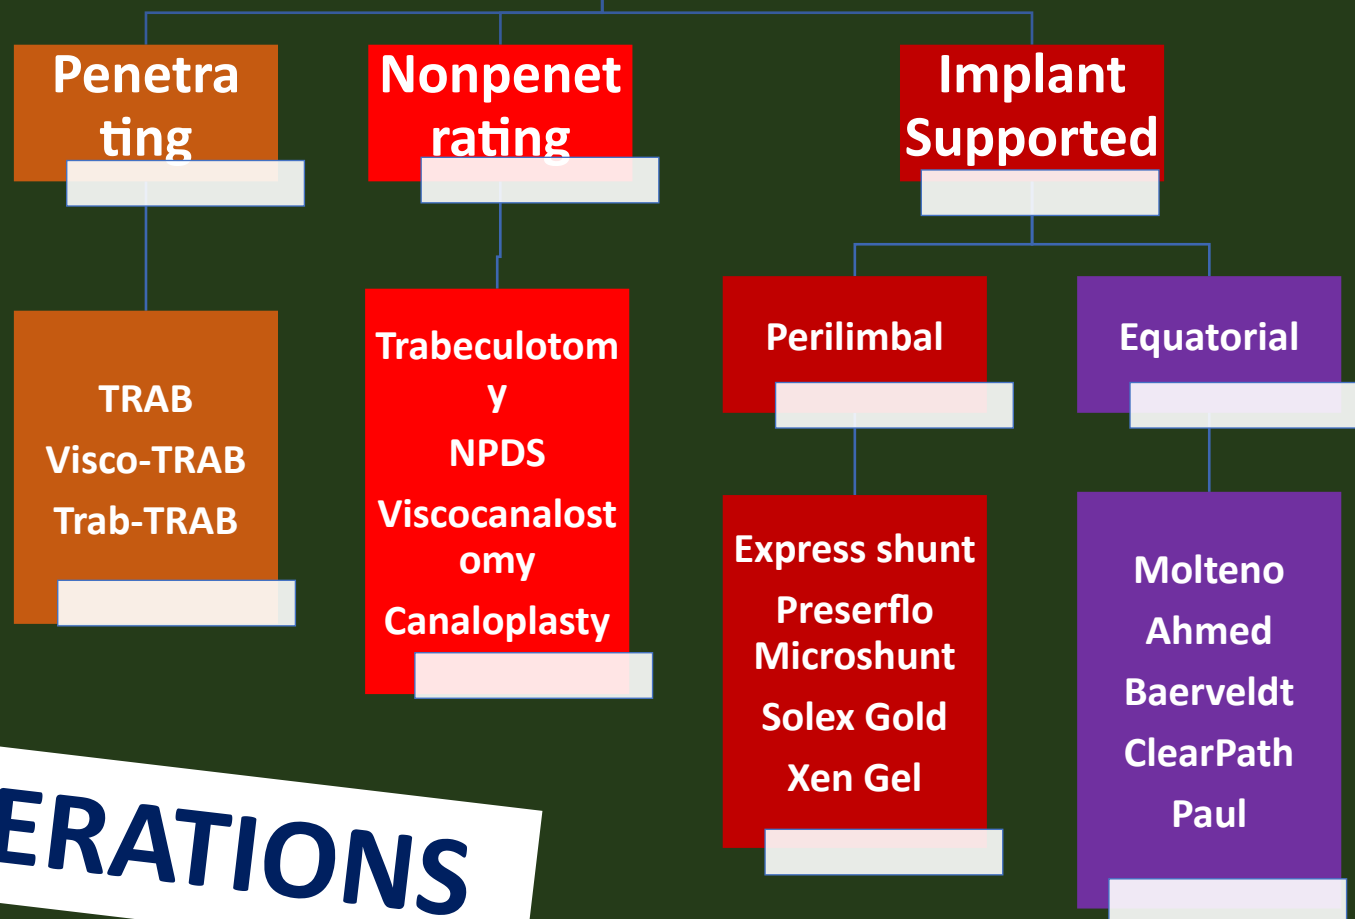 Penetra
ting
Nonpenet
rating
Implant
Supported
TRAB
Visco-TRAB
Trab-TRAB
Trabeculotom
y
NPDS
Viscocanalost
omy
Canaloplasty
Perilimbal
Equatorial
Express shunt
Preserflo
Microshunt
Solex Gold
Xen Gel
Molteno
Ahmed
Baerveldt
ClearPath
Paul
ERATIONS